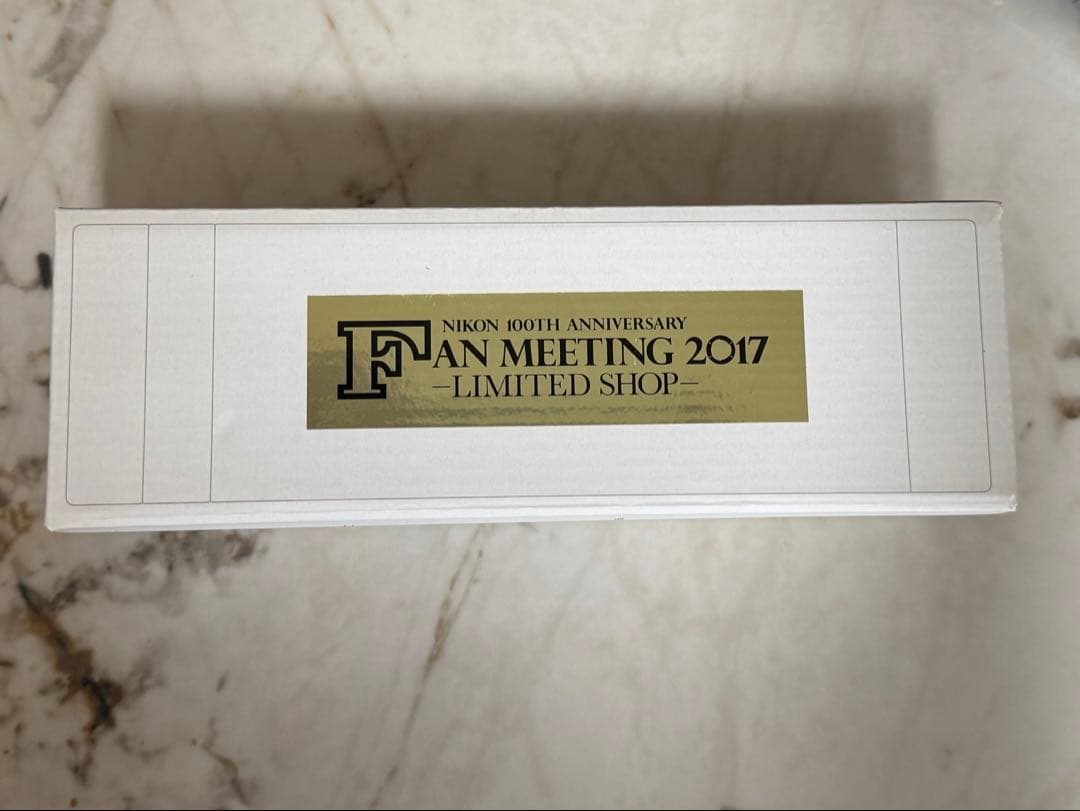 NIKON 100TH ANNIVERSARY
FAN MEETING 2017
-LIMITED SHOP-